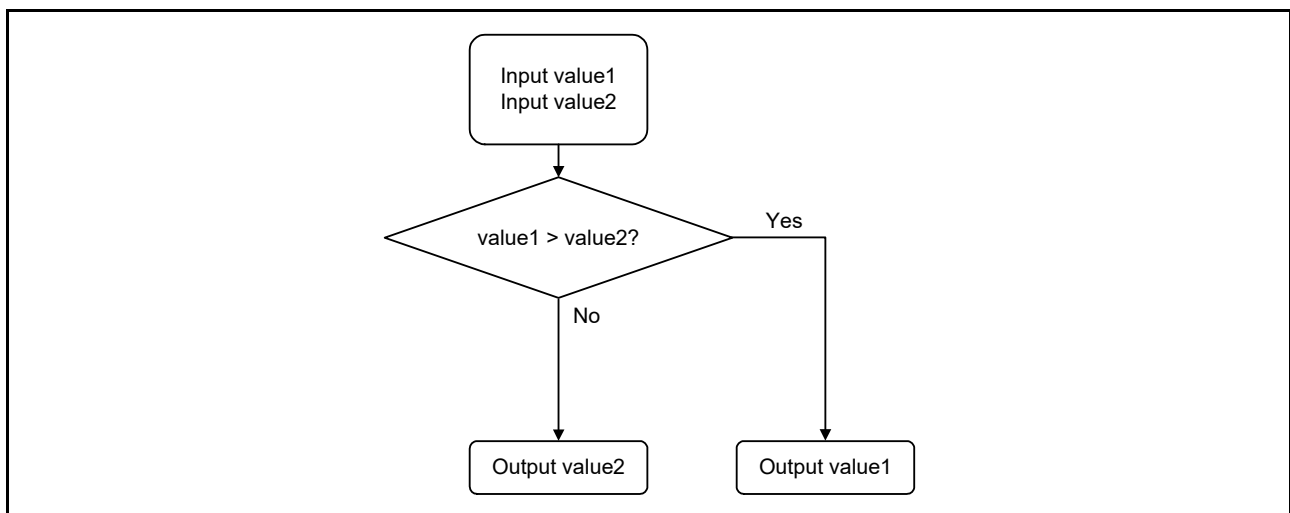 Input value1
Input value2
value1 > value2?
Yes
No
Output value2
Output value1